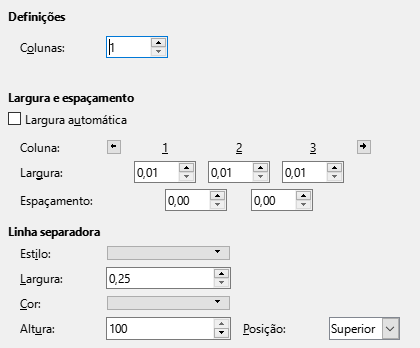 Definições
Colunas: 1
Largura e espaçamento
Largura automática
Coluna: 1 2 3
Largura: 0,01 0,01 0,01
Espaçamento: 0,00 0,00
Linha separadora
Estilo:
Largura: 0,25
Cor:
Altura: 100 Posição: Superior